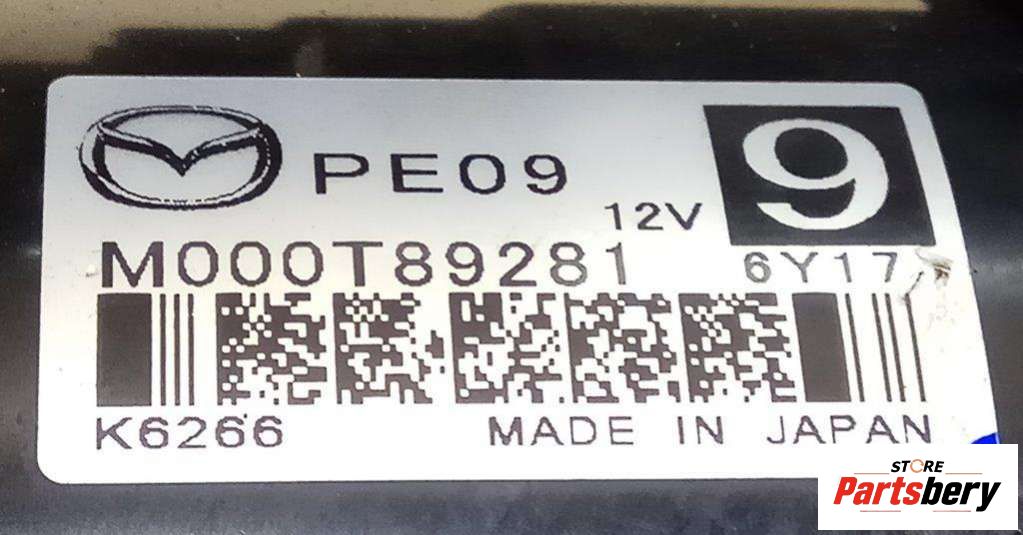 PE09
9
12V
M000T89281
6Y17
K6266
MADE IN JAPAN
STORE
Partsbery